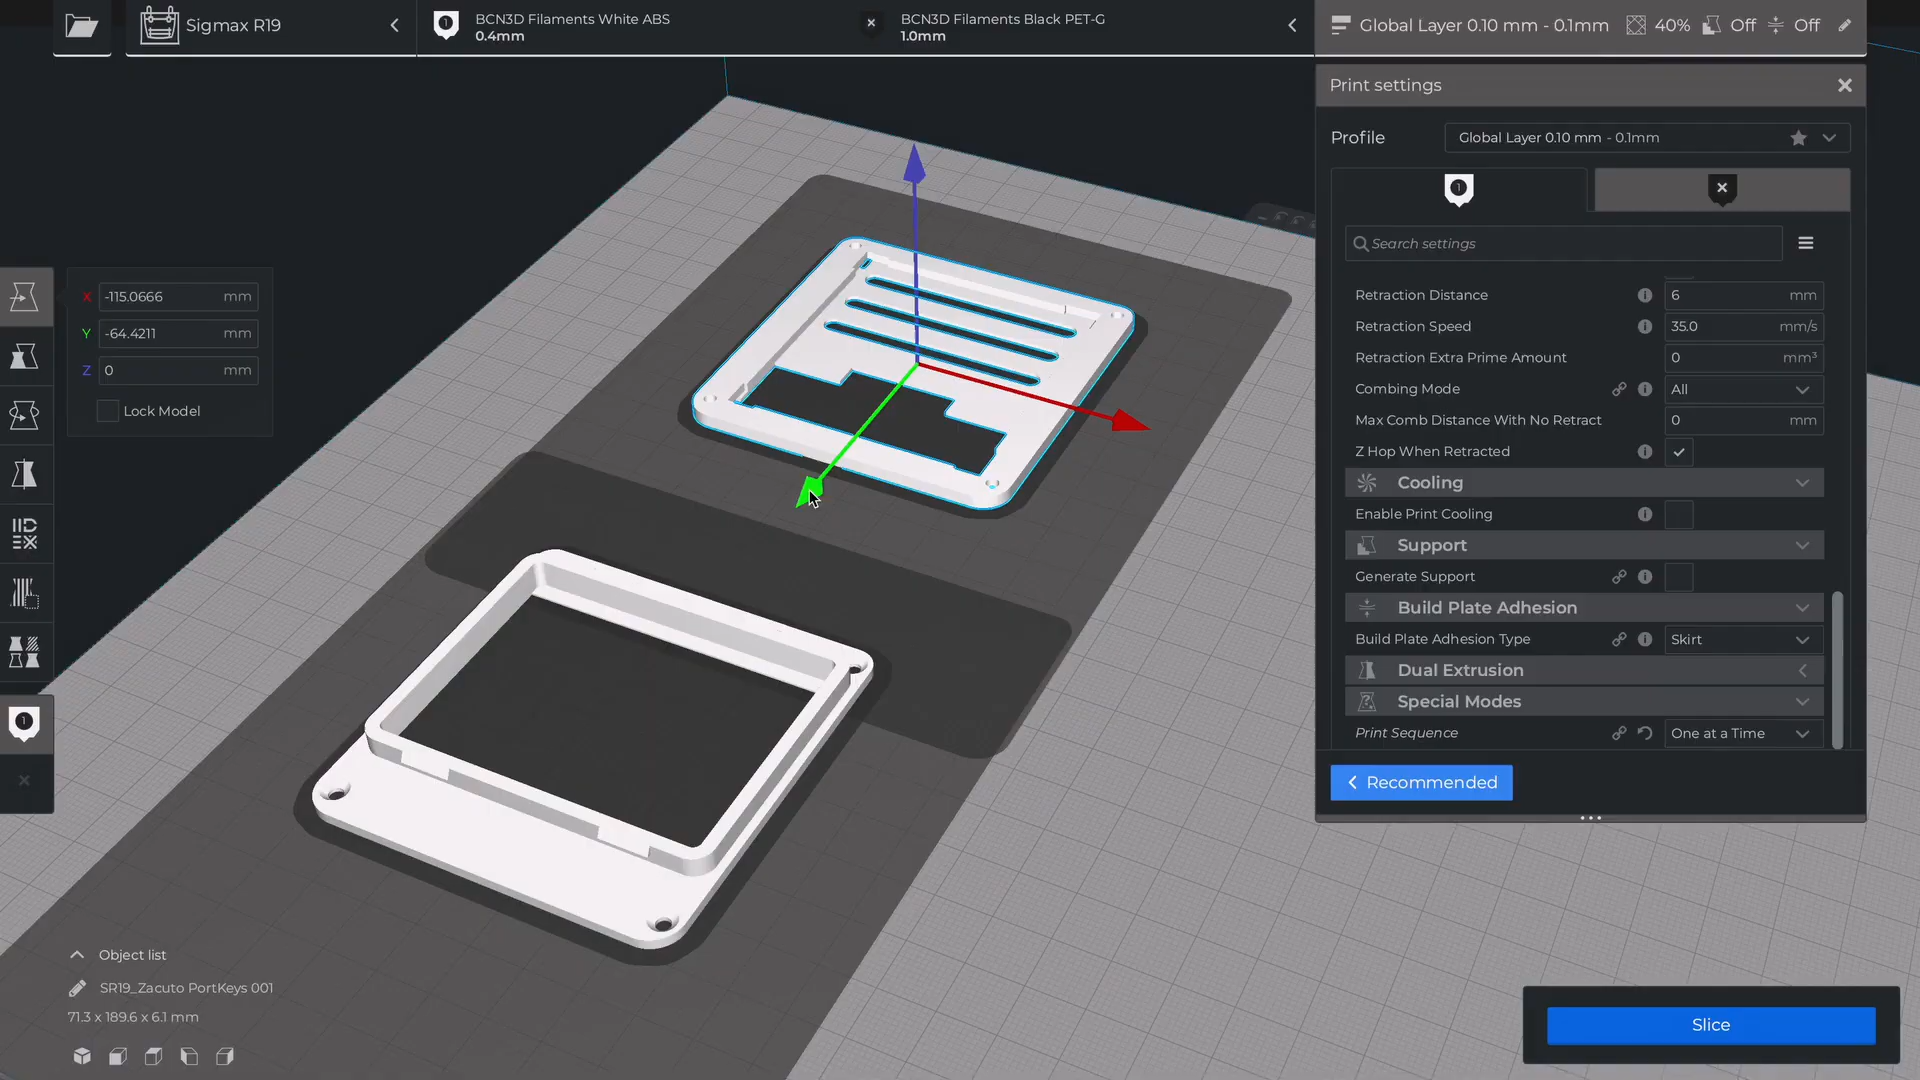 Sigmax R19
1
BCN3D Filaments White ABS
0.4mm
BCN3D Filaments Black PET-G
1.0mm
Global Layer 0.10 mm - 0.1mm
40%
Off
Off
Print settings
Profile
Global Layer 0.10 mm - 0.1mm
1
Search settings
X
-115.0666 mm
Y
-64.4211 mm
Z
0 mm
Lock Model
Retraction Distance 6 mm
Retraction Speed 35.0 mm/s
Retraction Extra Prime Amount 0 mm³
Combing Mode All
Max Comb Distance With No Retract 0 mm
Z Hop When Retracted
Cooling
Enable Print Cooling
Support
Generate Support
Build Plate Adhesion
Build Plate Adhesion Type Skirt
Dual Extrusion
Special Modes
Print Sequence One at a Time
Recommended
1
Object list
SR19_Zacuto PortKeys 001
71.3 x 189.6 x 6.1 mm
Slice